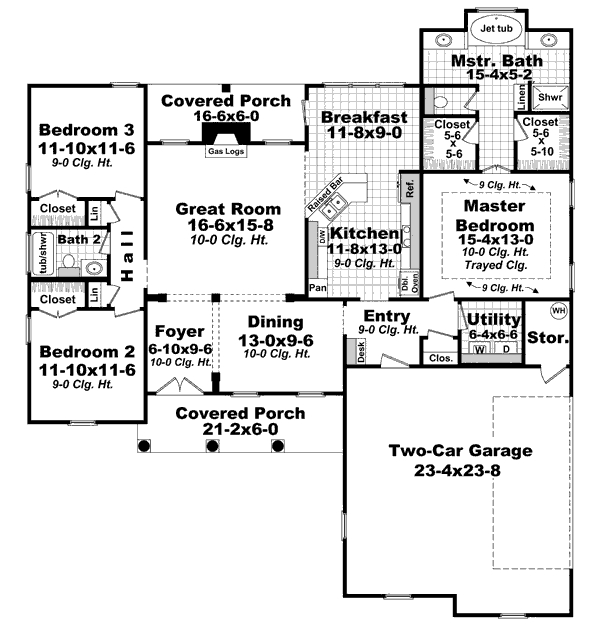 Jet tub
Mstr. Bath
15-4x5-2
Linen
Shwr
Covered Porch
16-6x6-0
Gas Logs
Breakfast
11-8x9-0
Closet
5-6
x
5-6
Closet
5-6
x
5-10
Bedroom 3
11-10x11-6
9-0 Clg. Ht.
Closet
Lin
Great Room
16-6x15-8
10-0 Clg. Ht.
Raised Bar
Ref.
D/W
Kitchen
11-8x13-0
9-0 Clg. Ht.
Pan
Dbl.
Oven
9 Clg. Ht.
Master
Bedroom
15-4x13-0
10-0 Clg. Ht.
Trayed Clg.
9 Clg. Ht.
tub/shwr
Bath 2
Hall
Closet
Lin
Bedroom 2
11-10x11-6
9-0 Clg. Ht.
Foyer
6-10x9-6
10-0 Clg. Ht.
Dining
13-0x9-6
10-0 Clg. Ht.
Entry
9-0 Clg. Ht.
Desk
Clos.
Utility
6-4x6-6
W
D
WH
Stor.
Covered Porch
21-2x6-0
Two-Car Garage
23-4x23-8